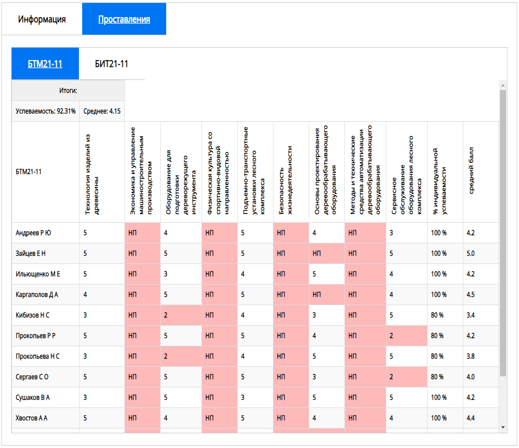 Информация Проставления
БТМ21-11 БИТ21-11
Итоги:
Успеваемость: 92.31% Среднее: 4.15
БТМ21-11
Технология изделий из
древесины
Экономика и управление
машиностроительным
производством
Оборудование для
подготовки
дереворежущего
инструмента
Физическая культура со
спортивно-видовой
направленностью
Подъемно-транспортные
установки лесного
комплекса
Безопасность
жизнедеятельности
Основы проектирования
деревообрабатывающего
оборудования
Методы и технические
средства автоматизации
деревообрабатывающего
оборудования
Сервисное
обслуживание
оборудования лесного
комплекса
% индивидуальной
успеваемости
средний балл
Андреев Р Ю 5 НП 4 НП 5 НП 4 НП 3 100 % 4.2
Зайцев Е Н 5 НП 5 НП 5 НП НП НП 5 100 % 5.0
Ильющенко М Е 5 НП 3 НП 4 НП 5 НП 4 100 % 4.2
Каргаполов Д А 4 НП 5 НП 5 НП НП НП 4 100 % 4.5
Кибизов Н С 3 НП 2 НП 4 НП 3 НП 5 80 % 3.4
Прокопьев Р Р 5 НП 5 НП 5 НП 4 НП 2 80 % 4.2
Прокопьева Н С 3 НП 2 НП 4 НП 5 НП 5 80 % 3.8
Сергаев С О 5 НП 5 НП 5 НП 3 НП 2 80 % 4.0
Сушаков В А 3 НП 5 НП 3 НП 5 НП 5 100 % 4.2
Хвостов А А 5 НП 4 НП 5 НП 4 НП 4 100 % 4.4